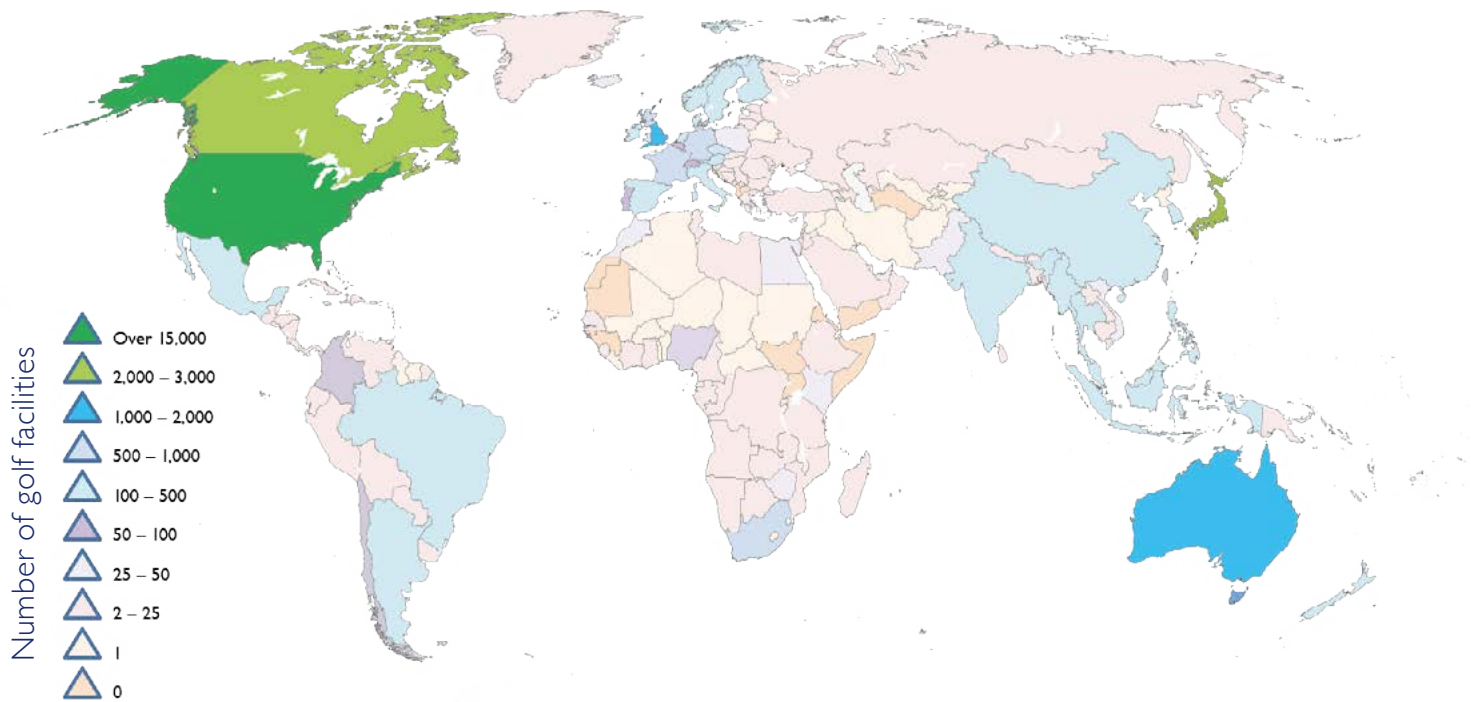 Number of golf facilities
Over 15,000
2,000 – 3,000
1,000 – 2,000
500 – 1,000
100 – 500
50 – 100
25 – 50
2 – 25
1
0